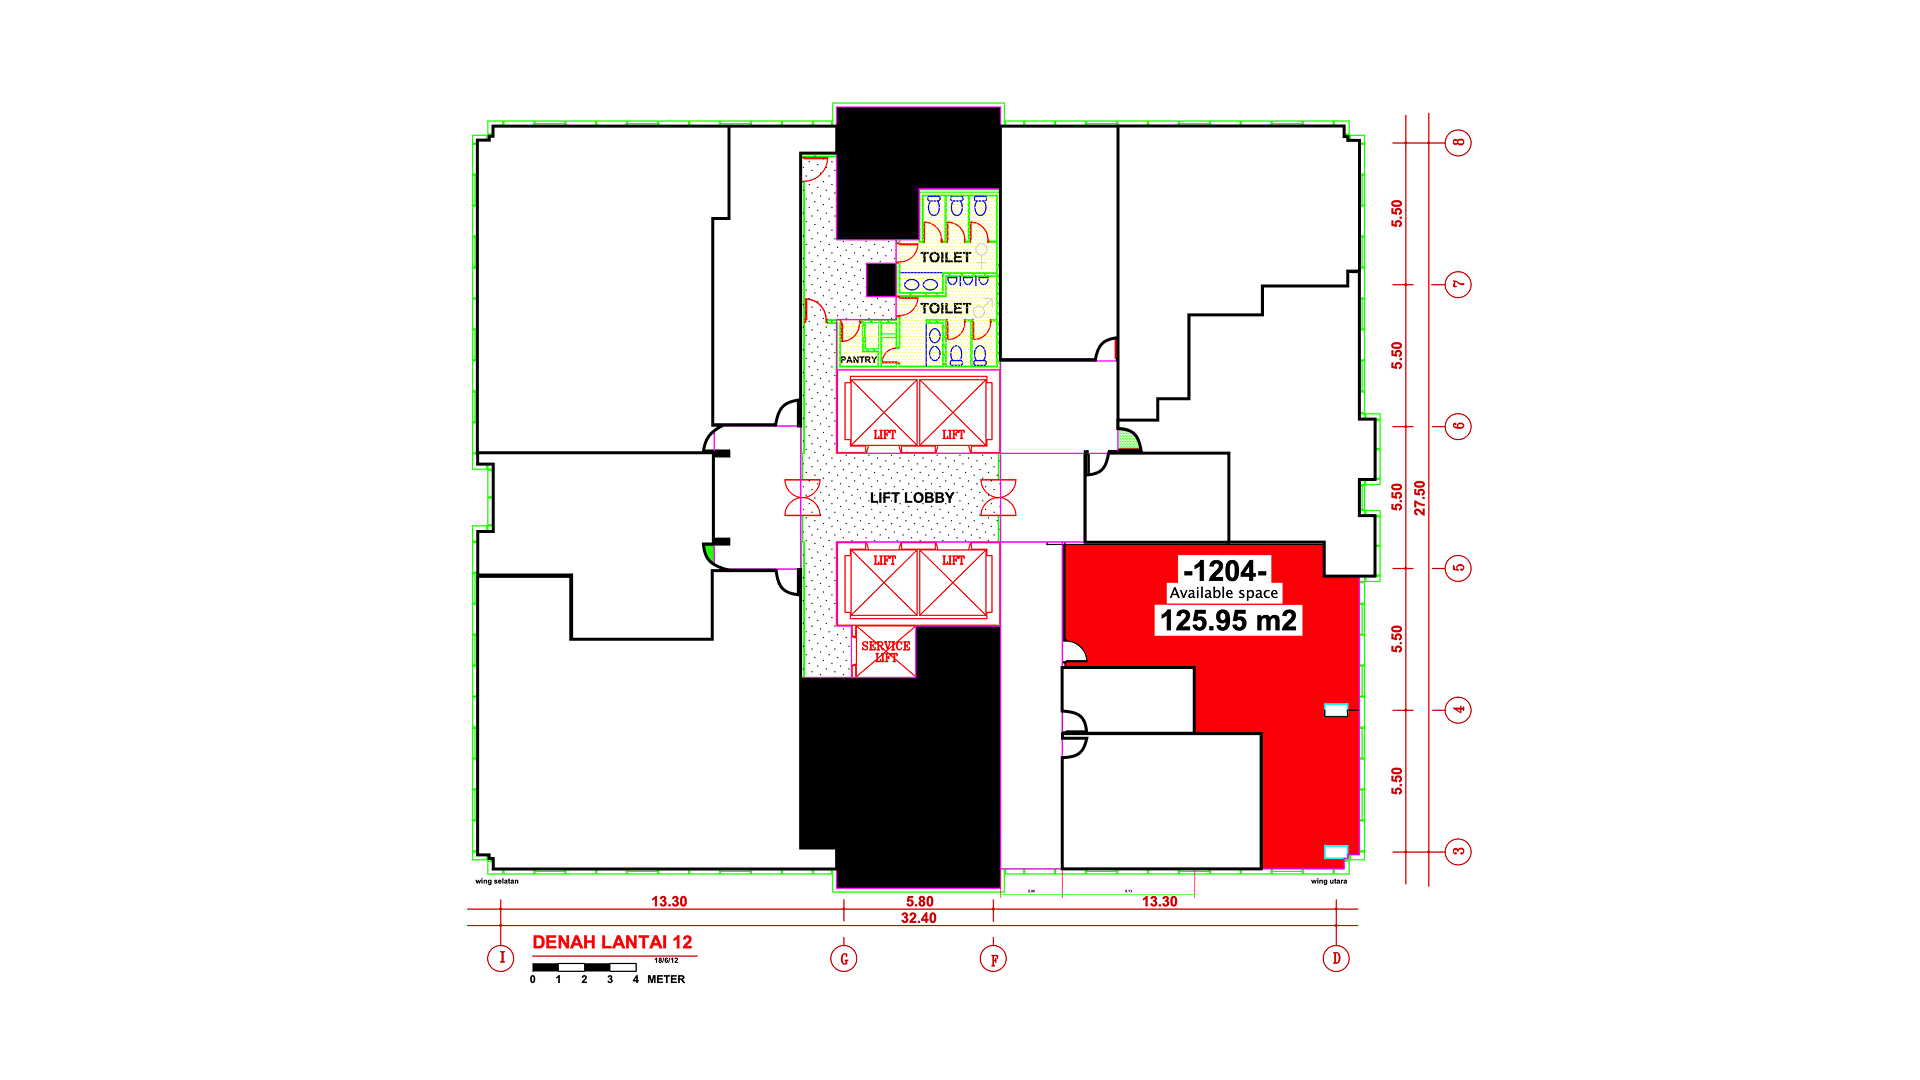 8
5.50
TOILET
7
TOILET
5.50
PANTRY
6
LIFT
LIFT
5.50
27.50
LIFT LOBBY
LIFT
LIFT
5
-1204-
Available space
125.95 m2
5.50
SERVICE
LIFT
4
5.50
3
wing selatan
wing utara
2.40
5.13
13.30
5.80
13.30
32.40
DENAH LANTAI 12
I
G
F
D
18/6/12
0 1 2 3 4 METER